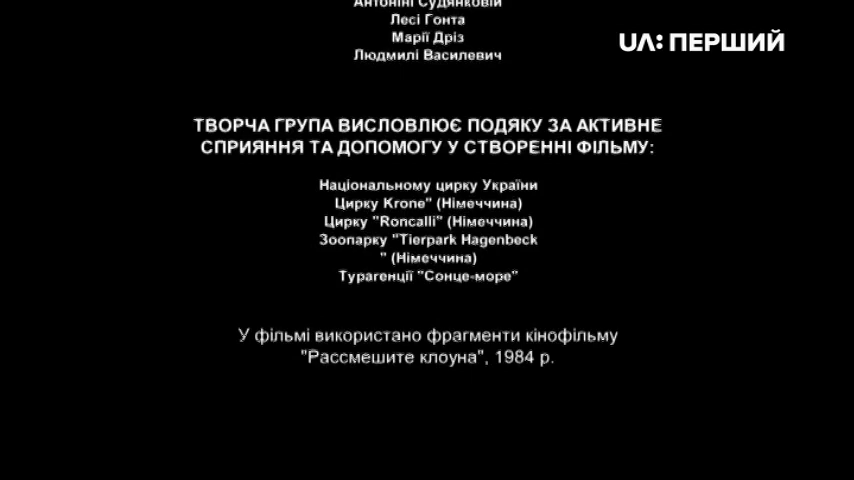 Антоніні Судянковій
Лесі Гонта
Марії Дріз
Людмилі Василевич
UA: ПЕРШИЙ
ТВОРЧА ГРУПА ВИСЛОВЛЮЄ ПОДЯКУ ЗА АКТИВНЕ
СПРИЯННЯ ТА ДОПОМОГУ У СТВОРЕННІ ФІЛЬМУ:
Національному цирку України
Цирку Krone" (Німеччина)
Цирку "Roncalli" (Німеччина)
Зоопарку "Tierpark Hagenbeck
" (Німеччина)
Турагенції "Сонце-море"
У фільмі використано фрагменти кінофільму
"Рассмешите клоуна", 1984 р.